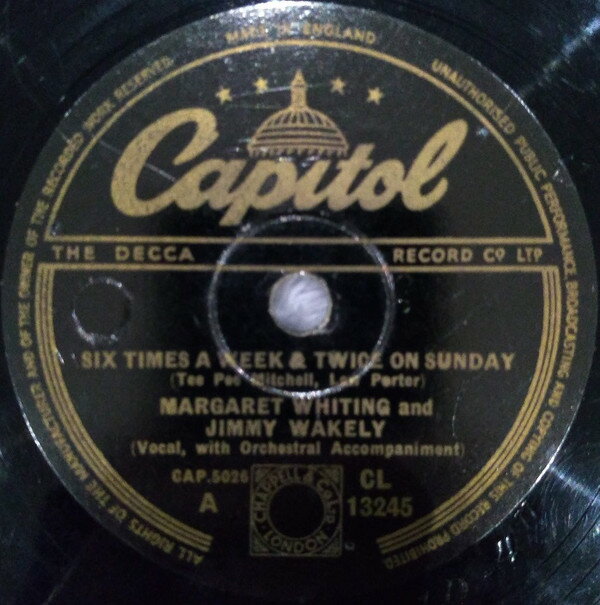 MADE IN ENGLAND
ALL RIGHTS OF THE MANUFACTURER AND OF THE OWNER OF THE RECORDED WORK RESERVED
UNAUTHORISED PUBLIC PERFORMANCE BROADCASTING AND COPYING OF THIS RECORD PROHIBITED
Capitol
THE DECCA RECORD CO LTD
SIX TIMES A WEEK & TWICE ON SUNDAY
(Tee Pee Mitchell, Lew Porter)
MARGARET WHITING and
JIMMY WAKELY
(Vocal, with Orchestral Accompaniment)
CAP.5026 CL
A 13245
CHAPPELL & CO LTD
LONDON